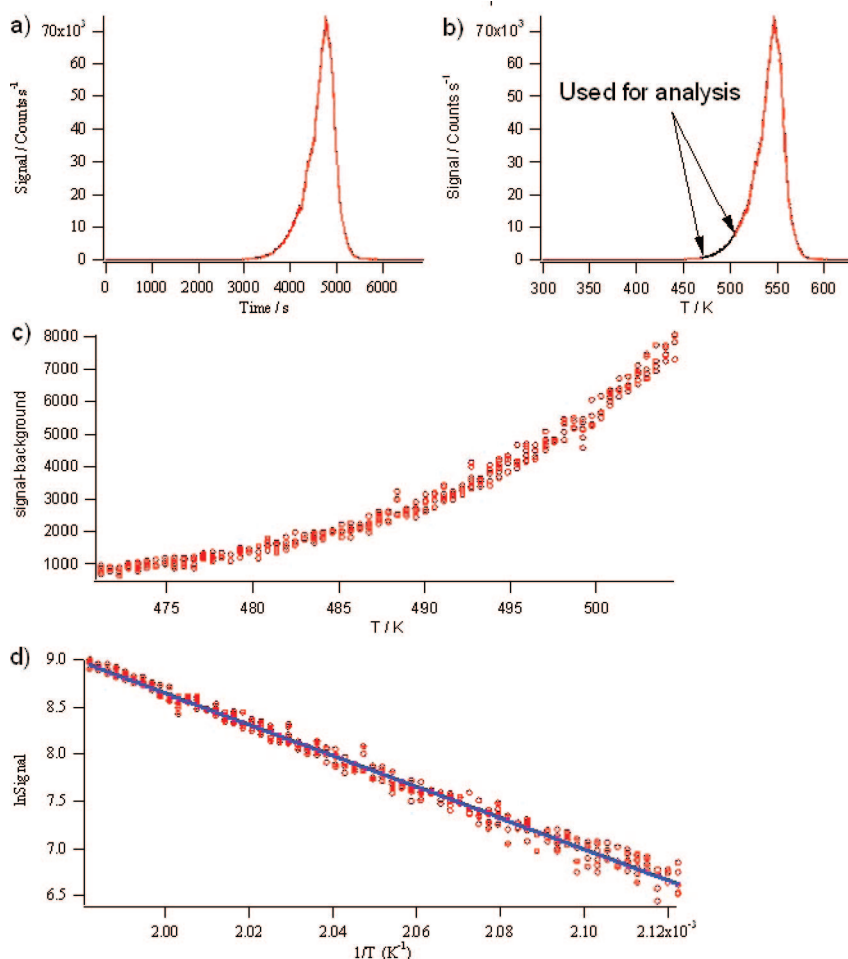 a)
70x10³
60
50
40
30
20
10
0
Signal / Counts s⁻¹
0 1000 2000 3000 4000 5000 6000
Time / s
b)
70x10³
60
50
40
30
20
10
0
Signal / Counts s⁻¹
Used for analysis
300 350 400 450 500 550 600
T / K
c)
8000
7000
6000
5000
4000
3000
2000
1000
signal-background
475 480 485 490 495 500
T / K
d)
9.0
8.5
8.0
7.5
7.0
6.5
lnSignal
2.00 2.02 2.04 2.06 2.08 2.10 2.12x10⁻³
1/T (K⁻¹)